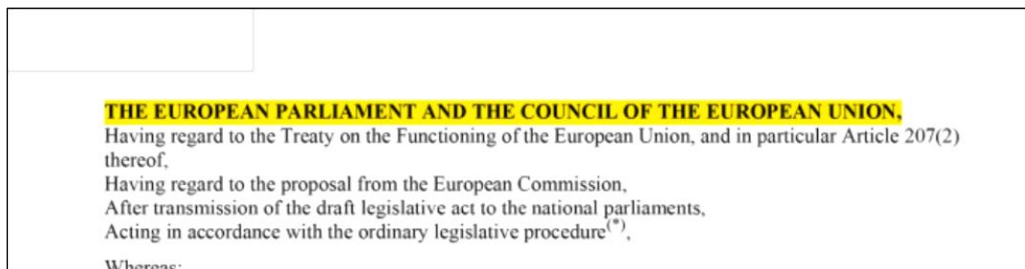 THE EUROPEAN PARLIAMENT AND THE COUNCIL OF THE EUROPEAN UNION,
Having regard to the Treaty on the Functioning of the European Union, and in particular Article 207(2)
thereof,
Having regard to the proposal from the European Commission,
After transmission of the draft legislative act to the national parliaments,
Acting in accordance with the ordinary legislative procedure(*),
Whereas: